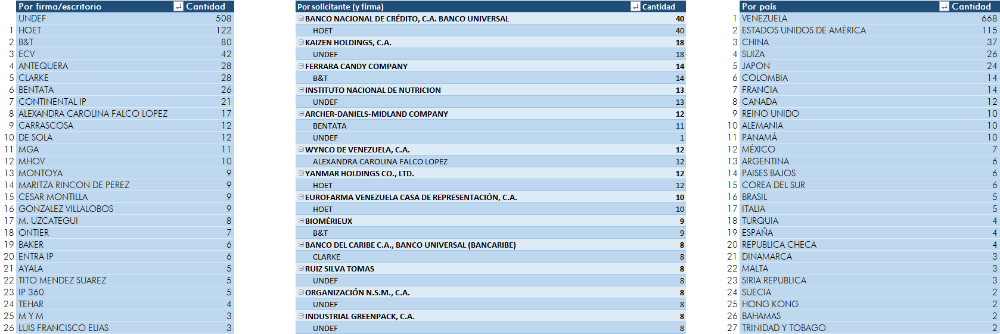 Por firma/escritorio Cantidad
UNDEF 508
1 HOET 122
2 B&T 80
3 ECV 42
4 ANTEQUERA 28
5 CLARKE 28
6 BENTATA 26
7 CONTINENTAL IP 21
8 ALEXANDRA CAROLINA FALCO LOPEZ 17
9 CARRASCOSA 12
10 DE SOLA 12
11 MGA 11
12 MHOV 10
13 MONTOYA 9
14 MARITZA RINCON DE PEREZ 9
15 CESAR MONTILLA 9
16 GONZALEZ VILLALOBOS 9
17 M. UZCATEGUI 8
18 ONTIER 7
19 BAKER 6
20 ENTRA IP 6
21 AYALA 5
22 TITO MENDEZ SUAREZ 5
23 IP 360 5
24 TEHAR 4
25 M Y M 3
26 LUIS FRANCISCO ELIAS 3
Por solicitante (y firma) Cantidad
BANCO NACIONAL DE CRÉDITO, C.A. BANCO UNIVERSAL 40
HOET 40
KAIZEN HOLDINGS, C.A. 18
UNDEF 18
FERRARA CANDY COMPANY 14
B&T 14
INSTITUTO NACIONAL DE NUTRICION 13
UNDEF 13
ARCHER-DANIELS-MIDLAND COMPANY 12
BENTATA 11
UNDEF 1
WYNCO DE VENEZUELA, C.A. 12
ALEXANDRA CAROLINA FALCO LOPEZ 12
YANMAR HOLDINGS CO., LTD. 12
HOET 12
EUROFARMA VENEZUELA CASA DE REPRESENTACIÓN, C.A. 10
HOET 10
BIOMÉRIEUX 9
B&T 9
BANCO DEL CARIBE C.A., BANCO UNIVERSAL (BANCARIBE) 8
CLARKE 8
RUIZ SILVA TOMAS 8
UNDEF 8
ORGANIZACIÓN N.S.M., C.A. 8
UNDEF 8
INDUSTRIAL GREENPACK, C.A. 8
UNDEF 8
Por país Cantidad
1 VENEZUELA 668
2 ESTADOS UNIDOS DE AMÉRICA 115
3 CHINA 37
4 SUIZA 26
5 JAPON 24
6 COLOMBIA 14
7 FRANCIA 14
8 CANADA 12
9 REINO UNIDO 10
10 ALEMANIA 10
11 PANAMÁ 10
12 MÉXICO 7
13 ARGENTINA 6
14 PAISES BAJOS 6
15 COREA DEL SUR 6
16 BRASIL 5
17 ITALIA 5
18 TURQUIA 4
19 ESPAÑA 4
20 REPUBLICA CHECA 4
21 DINAMARCA 3
22 MALTA 3
23 SIRIA REPUBLICA 3
24 SUECIA 2
25 HONG KONG 2
26 BAHAMAS 2
27 TRINIDAD Y TOBAGO 2